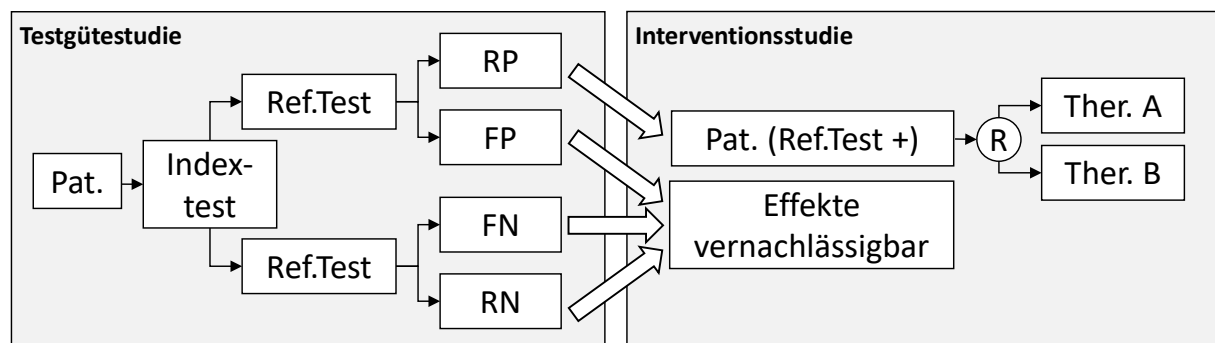 Testgütestudie
Pat.
Index-
test
Ref.Test
Ref.Test
RP
FP
FN
RN
Interventionsstudie
Pat. (Ref.Test +)
Effekte
vernachlässigbar
R
Ther. A
Ther. B